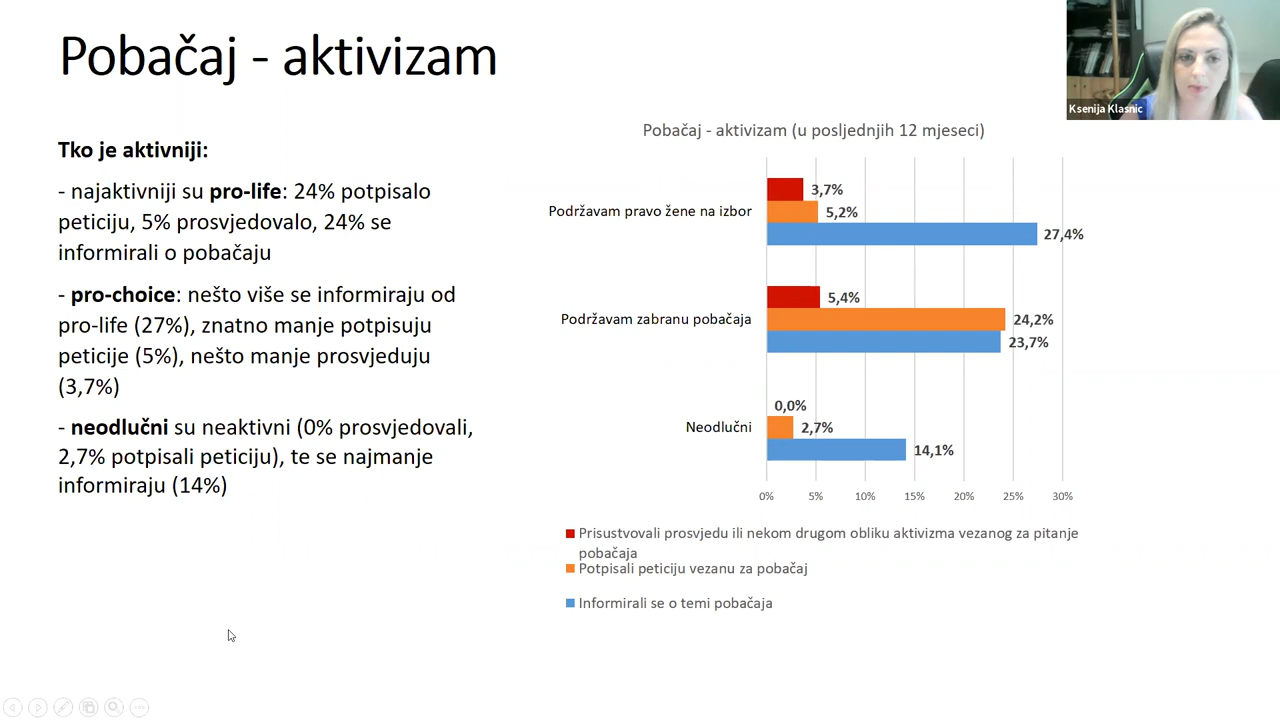 Pobačaj - aktivizam
Ksenija Klasnic
Tko je aktivniji:
- najaktivniji su pro-life: 24% potpisalo
peticiju, 5% prosvjedovalo, 24% se
informirali o pobačaju
- pro-choice: nešto više se informiraju od
pro-life (27%), znatno manje potpisuju
peticije (5%), nešto manje prosvjeduju
(3,7%)
- neodlučni su neaktivni (0% prosvjedovali,
2,7% potpisali peticiju), te se najmanje
informiraju (14%)
Pobačaj - aktivizam (u posljednjih 12 mjeseci)
Podržavam pravo žene na izbor
3,7%
5,2%
27,4%
Podržavam zabranu pobačaja
5,4%
24,2%
23,7%
Neodlučni
0,0%
2,7%
14,1%
0% 5% 10% 15% 20% 25% 30%
Prisustvovali prosvjedu ili nekom drugom obliku aktivizma vezanog za pitanje
pobačaja
Potpisali peticiju vezanu za pobačaj
Informirali se o temi pobačaja